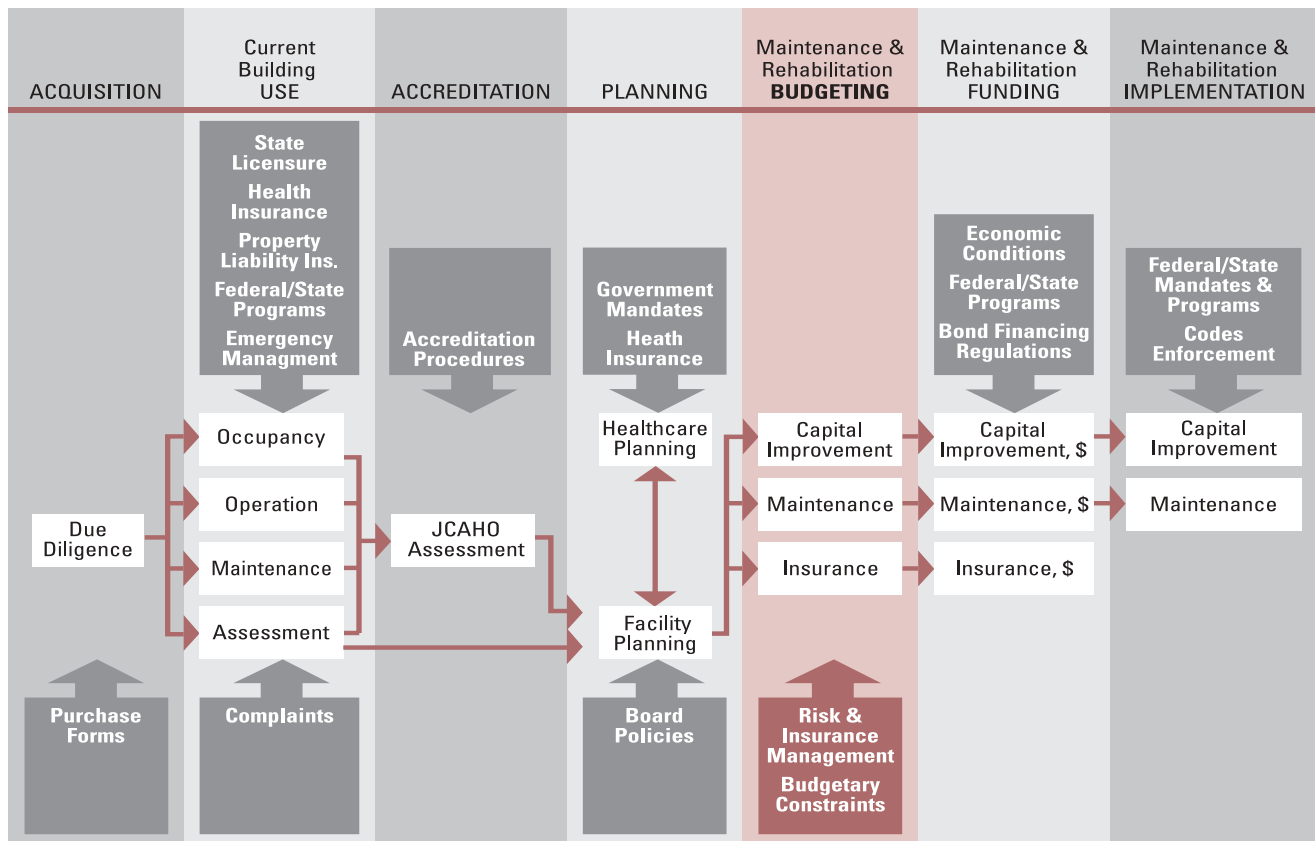 ACQUISITION
Current
Building
USE
ACCREDITATION
PLANNING
Maintenance &
Rehabilitation
BUDGETING
Maintenance &
Rehabilitation
FUNDING
Maintenance &
Rehabilitation
IMPLEMENTATION
State
Licensure
Health
Insurance
Property
Liability Ins.
Federal/State
Programs
Emergency
Managment
Accreditation
Procedures
Government
Mandates
Heath
Insurance
Economic
Conditions
Federal/State
Programs
Bond Financing
Regulations
Federal/State
Mandates &
Programs
Codes
Enforcement
Due
Diligence
Occupancy
Operation
Maintenance
Assessment
JCAHO
Assessment
Healthcare
Planning
Facility
Planning
Capital
Improvement
Maintenance
Insurance
Capital
Improvement, $
Maintenance, $
Insurance, $
Capital
Improvement
Maintenance
Purchase
Forms
Complaints
Board
Policies
Risk &
Insurance
Management
Budgetary
Constraints